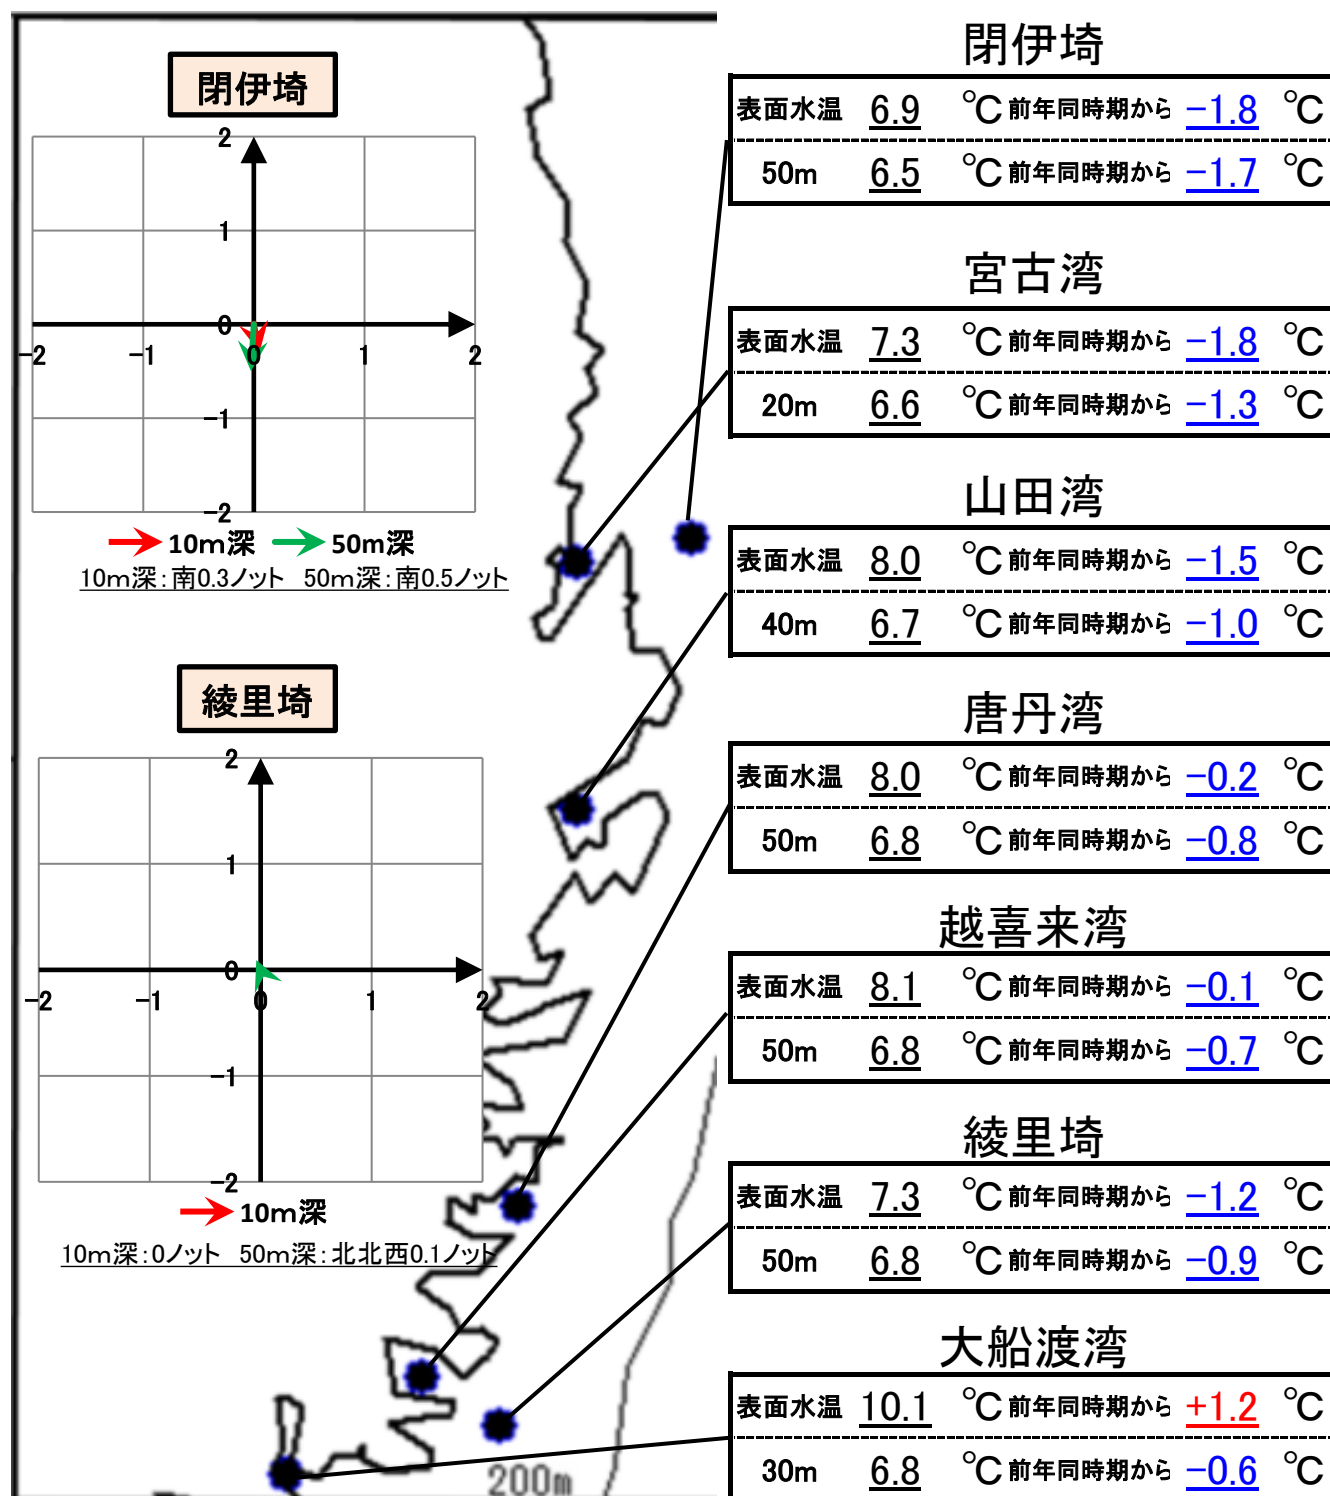 閉伊埼
2
1
0
-2
-1
0
1
2
-1
-2
10m深 50m深
10m深：南0.3ノット 50m深：南0.5ノット
綾里埼
2
1
0
-2
-1
0
1
2
-1
-2
10m深
10m深：0ノット 50m深：北北西0.1ノット
200m
閉伊埼
表面水温 6.9 ℃ 前年同時期から -1.8 ℃
50m 6.5 ℃ 前年同時期から -1.7 ℃
宮古湾
表面水温 7.3 ℃ 前年同時期から -1.8 ℃
20m 6.6 ℃ 前年同時期から -1.3 ℃
山田湾
表面水温 8.0 ℃ 前年同時期から -1.5 ℃
40m 6.7 ℃ 前年同時期から -1.0 ℃
唐丹湾
表面水温 8.0 ℃ 前年同時期から -0.2 ℃
50m 6.8 ℃ 前年同時期から -0.8 ℃
越喜来湾
表面水温 8.1 ℃ 前年同時期から -0.1 ℃
50m 6.8 ℃ 前年同時期から -0.7 ℃
綾里埼
表面水温 7.3 ℃ 前年同時期から -1.2 ℃
50m 6.8 ℃ 前年同時期から -0.9 ℃
大船渡湾
表面水温 10.1 ℃ 前年同時期から +1.2 ℃
30m 6.8 ℃ 前年同時期から -0.6 ℃